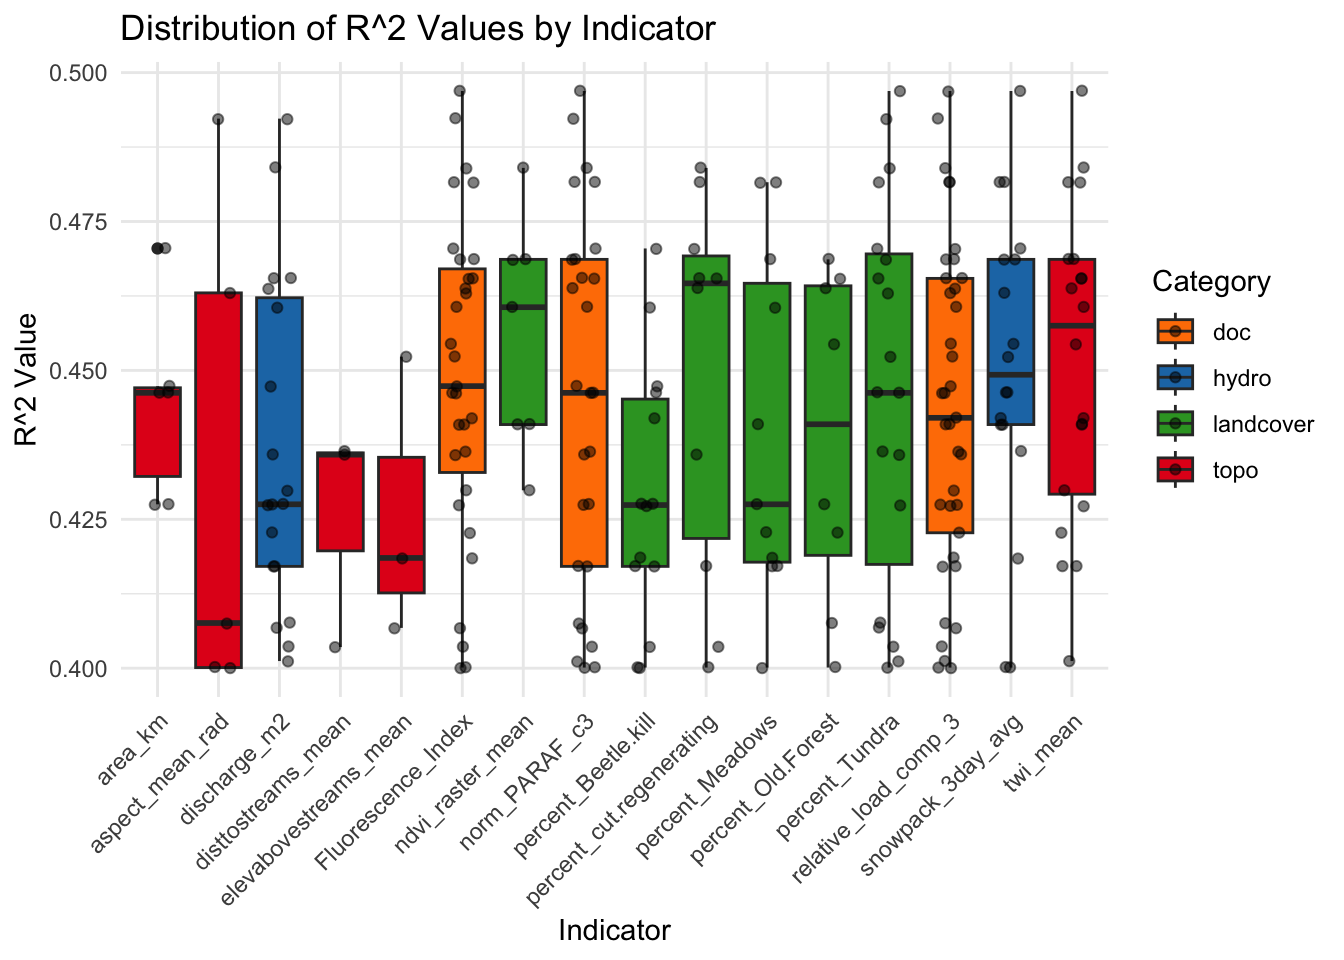 Distribution of R^2 Values by Indicator
0.500
0.475
0.450
0.425
0.400
R^2 Value
area_km
aspect_mean_rad
discharge_m2
disttostreams_mean
elevabovestreams_mean
Fluorescence_Index
ndvi_raster_mean
norm_PARAF_c3
percent_Beetle.kill
percent_cut.regenerating
percent_Meadows
percent_Old.Forest
percent_Tundra
relative_load_comp_3
snowpack_3day_avg
twi_mean
Indicator
Category
doc
hydro
landcover
topo